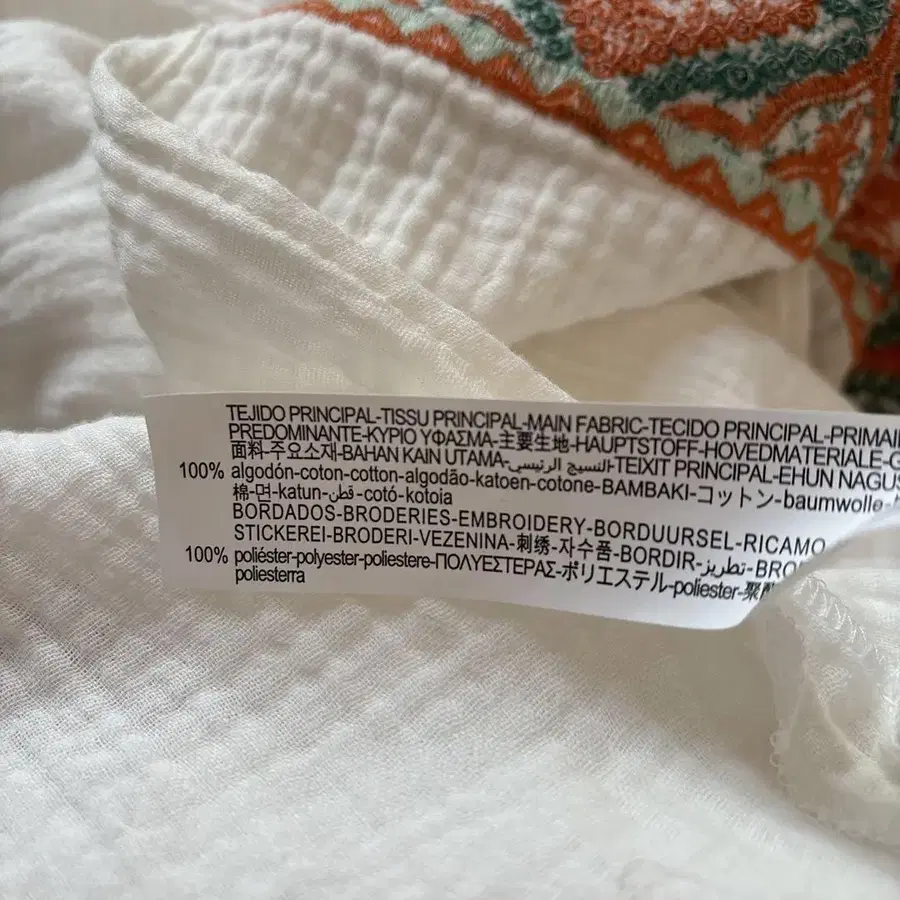 TEJIDO PRINCIPAL-TISSU PRINCIPAL-MAIN FABRIC-TECIDO PRINCIPAL-
PREDOMINANTE-ΚΥΡΙΟ ΥΦΑΣΜΑ-主要生地-HAUPTSTOFF-HOVEDMATERIALE-
面料-주요소재-BAHAN KAIN UTAMA-النسيج الرئيسي-TEIXIT PRINCIPAL-EHUN
100% algodón-coton-cotton-algodão-katoen-cotone-BAMBAKI-コットン-baumwolle-
棉-면-katun-قطن-cotó-kotoia
BORDADOS-BRODERIES-EMBROIDERY-BORDUURSEL-RICAMO
STICKEREI-BRODERI-VEZENINA-刺绣-자수품-BORDIR-تطريز-
100% poliéster-polyester-poliestere-ΠΟΛΥΕΣΤΕΡΑΣ-ポリエステル-poliester-
poliesterra